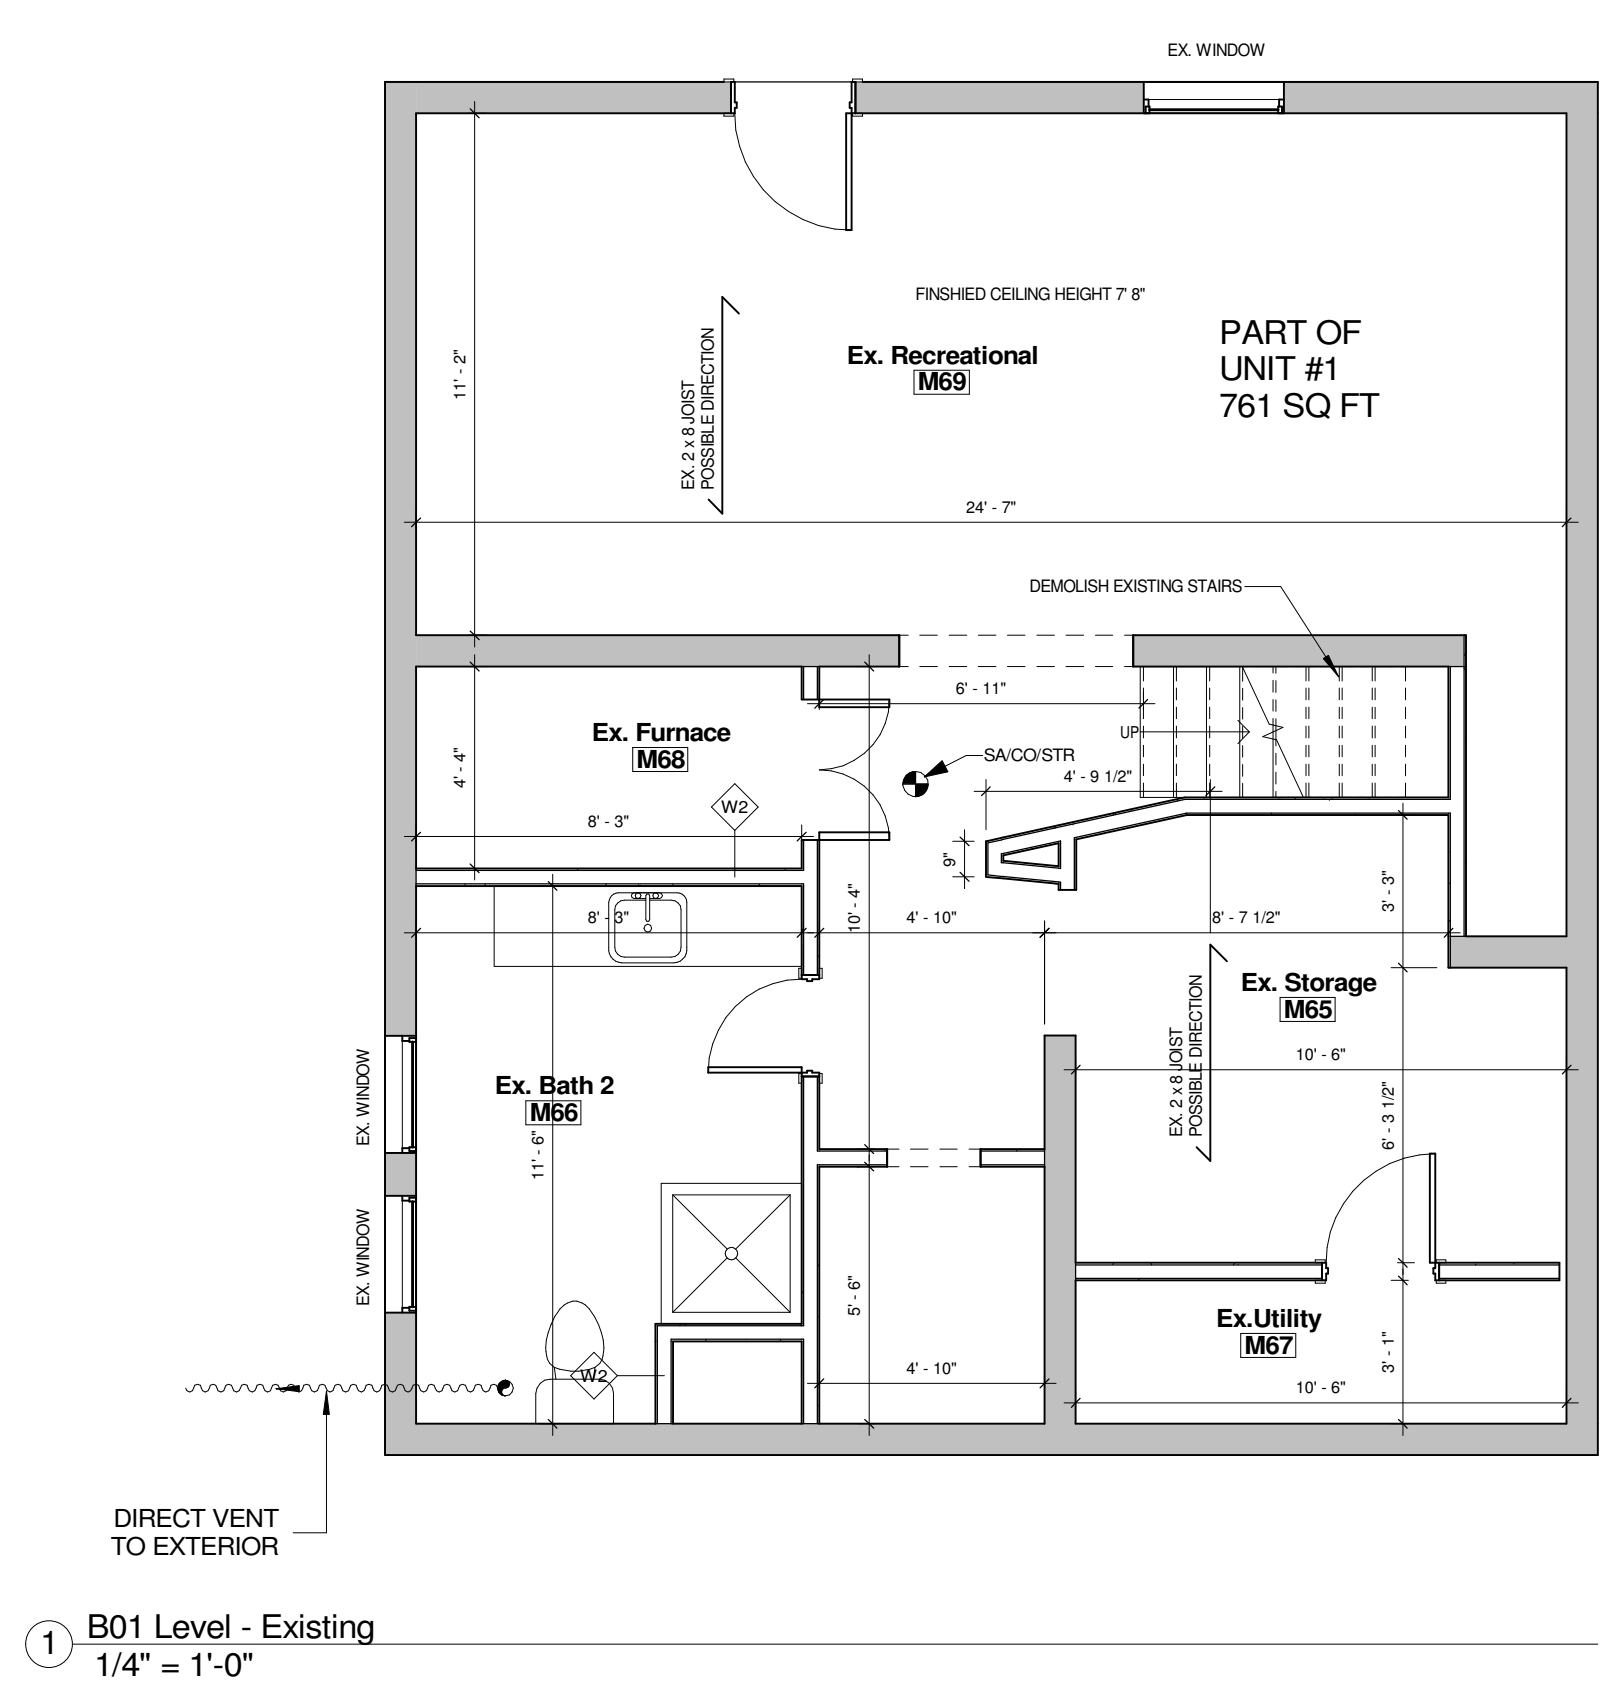 EX. WINDOW
FINSHIED CEILING HEIGHT 7' 8"
PART OF
UNIT #1
761 SQ FT
Ex. Recreational
M69
11' - 2"
EX. 2 x 8 JOIST
POSSIBLE DIRECTION
24' - 7"
DEMOLISH EXISTING STAIRS
6' - 11"
UP
Ex. Furnace
M68
4' - 4"
SA/CO/STR
4' - 9 1/2"
W2
8' - 3"
9"
8' - 3"
10' - 4"
4' - 10"
8' - 7 1/2"
3' - 3"
Ex. Storage
M65
EX. 2 x 8 JOIST
POSSIBLE DIRECTION
10' - 6"
EX. WINDOW
Ex. Bath 2
M66
11' - 6"
6' - 3 1/2"
EX. WINDOW
5' - 6"
Ex.Utility
M67
3' - 1"
W2
4' - 10"
10' - 6"
DIRECT VENT
TO EXTERIOR
1
B01 Level - Existing
1/4" = 1'-0"